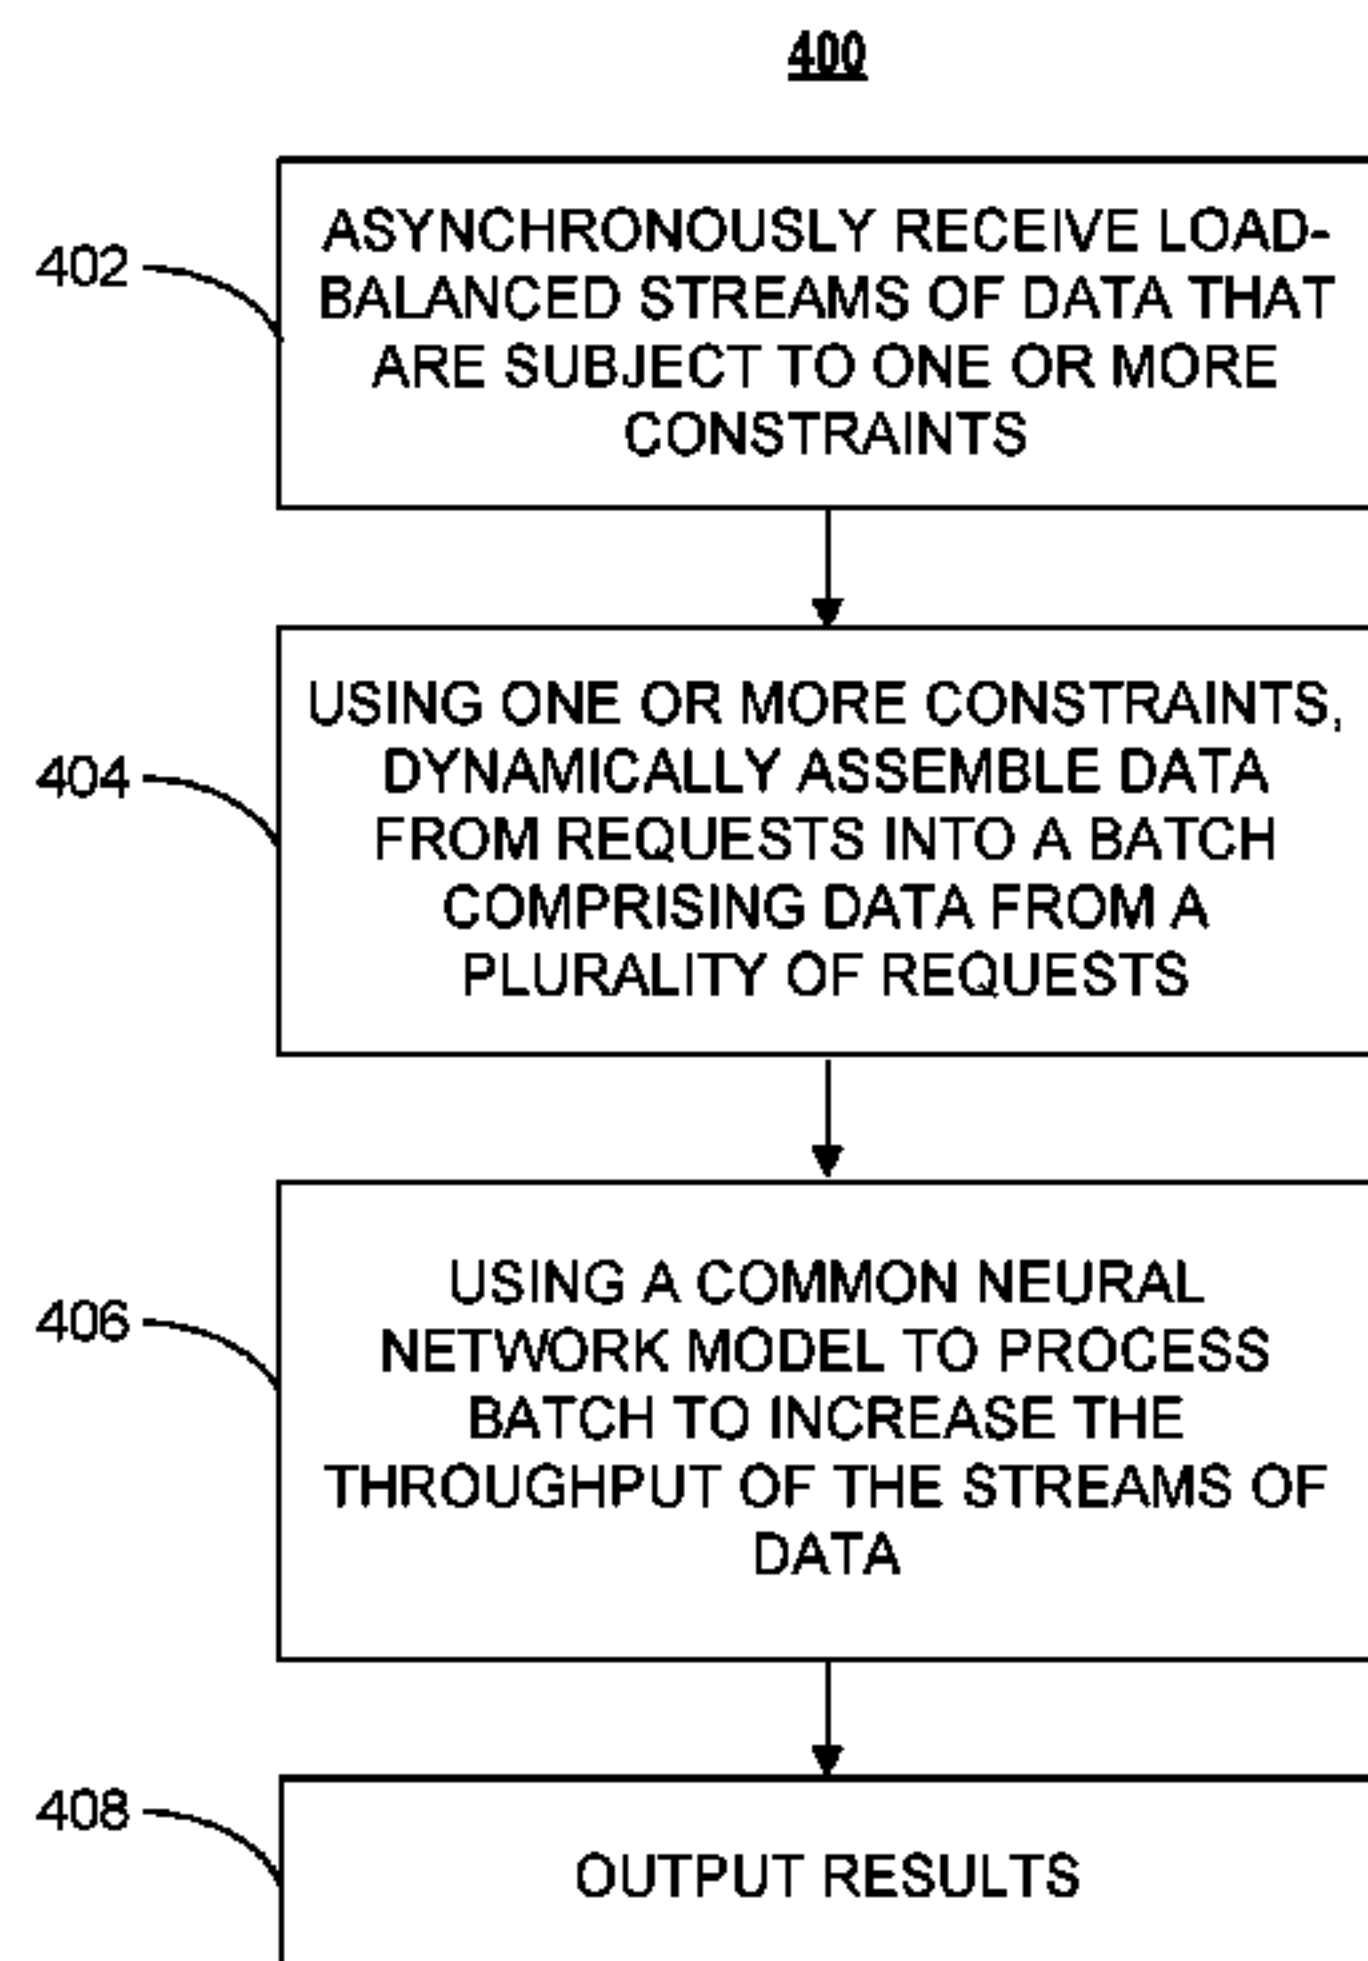 400
402
ASYNCHRONOUSLY RECEIVE LOAD-
BALANCED STREAMS OF DATA THAT
ARE SUBJECT TO ONE OR MORE
CONSTRAINTS
404
USING ONE OR MORE CONSTRAINTS,
DYNAMICALLY ASSEMBLE DATA
FROM REQUESTS INTO A BATCH
COMPRISING DATA FROM A
PLURALITY OF REQUESTS
406
USING A COMMON NEURAL
NETWORK MODEL TO PROCESS
BATCH TO INCREASE THE
THROUGHPUT OF THE STREAMS OF
DATA
408
OUTPUT RESULTS